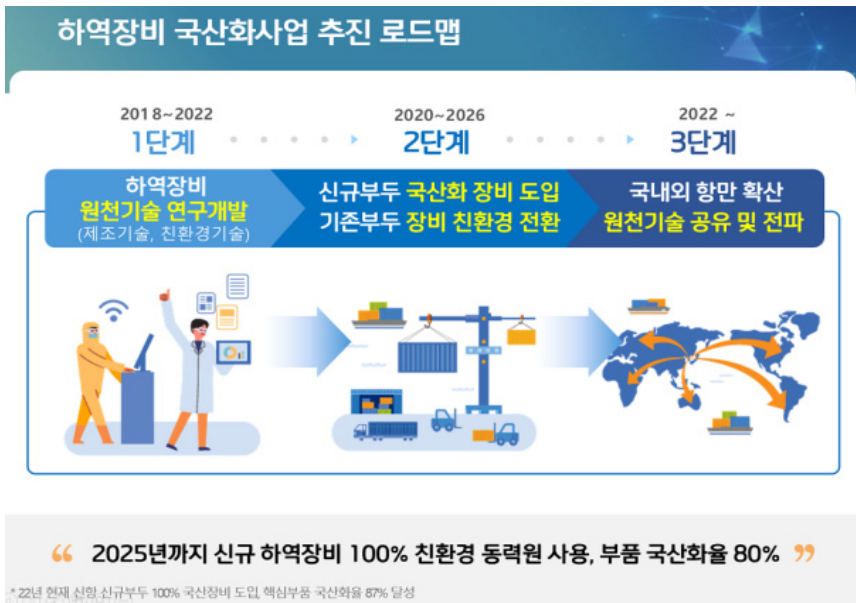 하역장비 국산화사업 추진 로드맵
2018~2022
1단계
2020~2026
2단계
2022 ~
3단계
하역장비
원천기술 연구개발
(제조기술, 친환경기술)
신규부두 국산화 장비 도입
기존부두 장비 친환경 전환
국내외 항만 확산
원천기술 공유 및 전파
“ 2025년까지 신규 하역장비 100% 친환경 동력원 사용, 부품 국산화율 80% ”
* 22년 현재 신항 신규부두 100% 국산장비 도입, 핵심부품 국산화율 87% 달성